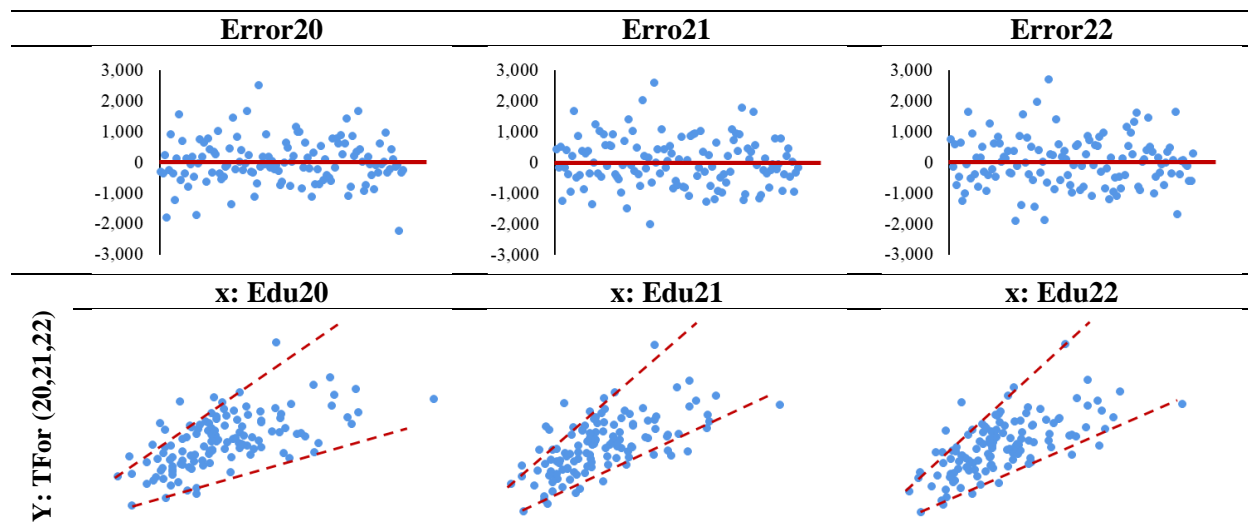 Error20 Erro21 Error22
3,000 3,000 3,000
2,000 2,000 2,000
1,000 1,000 1,000
0 0 0
-1,000 -1,000 -1,000
-2,000 -2,000 -2,000
-3,000 -3,000 -3,000
x: Edu20 x: Edu21 x: Edu22
Y: TFor (20,21,22)